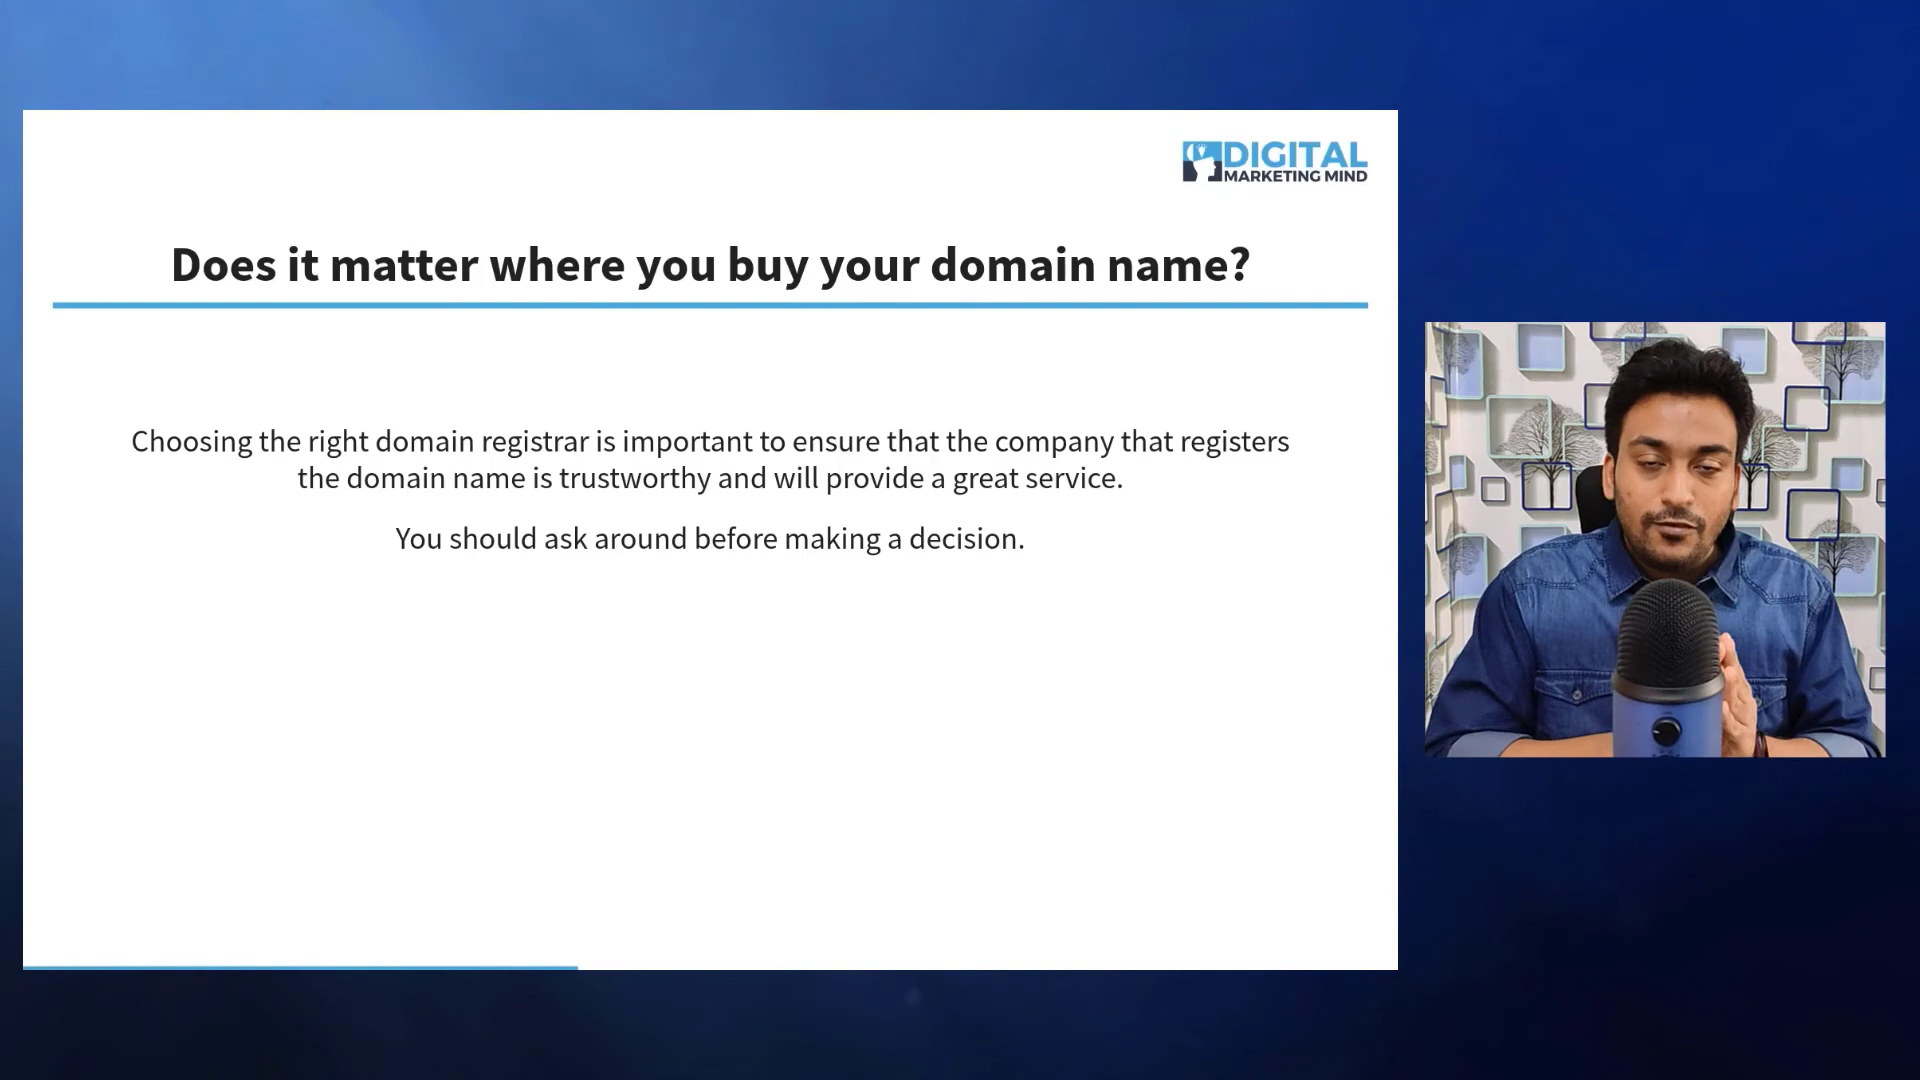 DIGITAL
MARKETING MIND
Does it matter where you buy your domain name?
Choosing the right domain registrar is important to ensure that the company that registers
the domain name is trustworthy and will provide a great service.
You should ask around before making a decision.